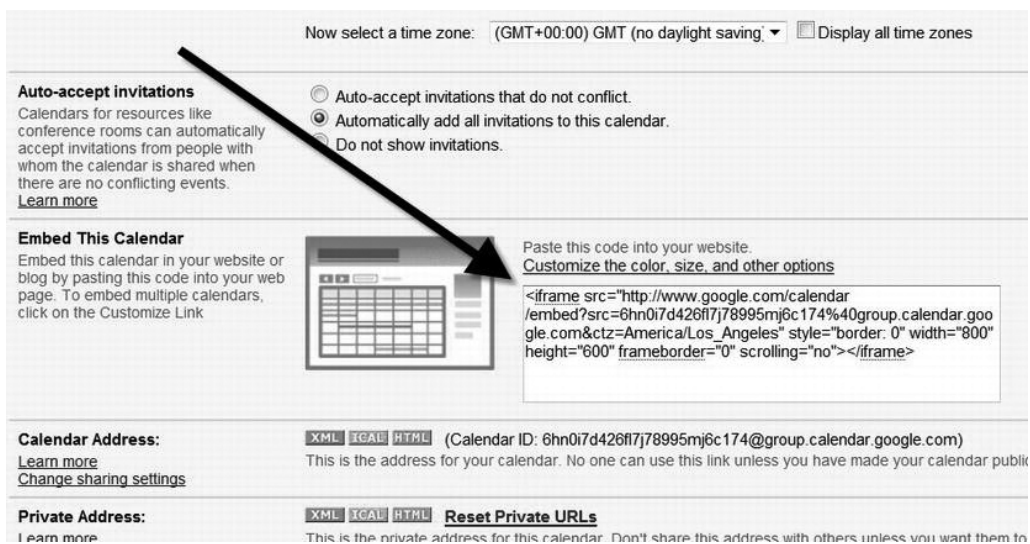 Now select a time zone: (GMT+00:00) GMT (no daylight saving) Display all time zones
Auto-accept invitations
Calendars for resources like
conference rooms can automatically
accept invitations from people with
whom the calendar is shared when
there are no conflicting events.
Learn more
Auto-accept invitations that do not conflict.
Automatically add all invitations to this calendar.
Do not show invitations.
Embed This Calendar
Embed this calendar in your website or
blog by pasting this code into your web
page. To embed multiple calendars,
click on the Customize Link
Paste this code into your website.
Customize the color, size, and other options
<iframe src="http://www.google.com/calendar
/embed?src=6hn0i7d426fl7j78995mj6c174%40group.calendar.goo
gle.com&ctz=America/Los_Angeles" style="border: 0" width="800"
height="600" frameborder="0" scrolling="no"></iframe>
Calendar Address:
Learn more
Change sharing settings
XML ICAL HTML (Calendar ID: 6hn0i7d426fl7j78995mj6c174@group.calendar.google.com)
This is the address for your calendar. No one can use this link unless you have made your calendar public
Private Address:
Learn more
XML ICAL HTML Reset Private URLs
This is the private address for this calendar. Don't share this address with others unless you want them to